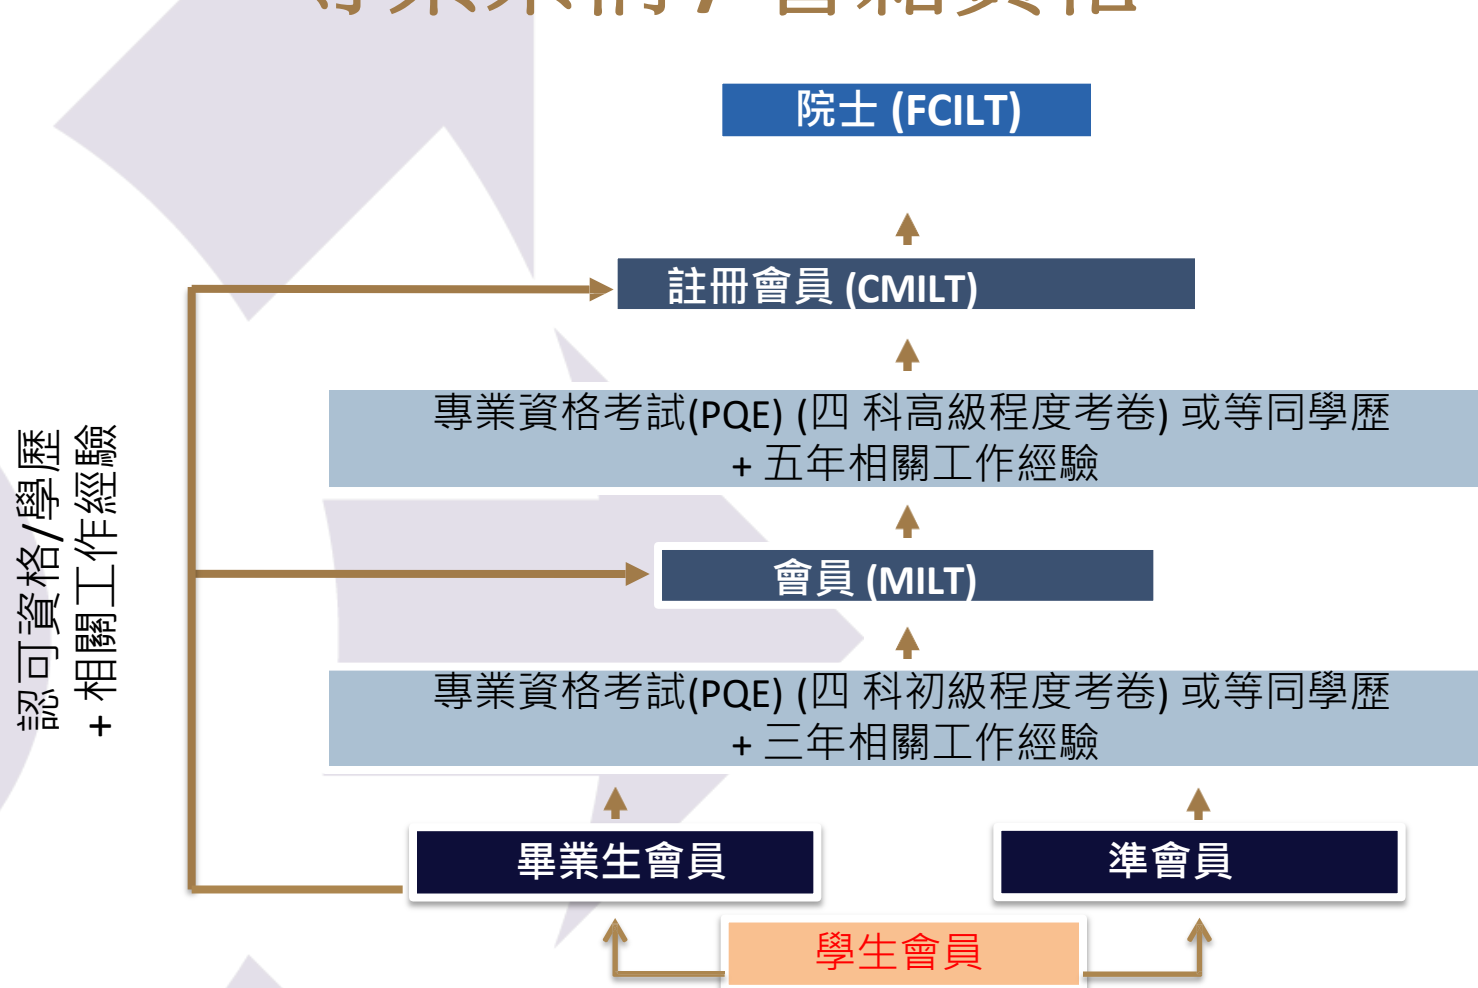 院士 (FCILT)
註冊會員 (CMILT)
專業資格考試(PQE) (四 科高級程度考卷) 或等同學歷
+ 五年相關工作經驗
認可資格/學歷
+ 相關工作經驗
會員 (MILT)
專業資格考試(PQE) (四 科初級程度考卷) 或等同學歷
+ 三年相關工作經驗
畢業生會員
準會員
學生會員